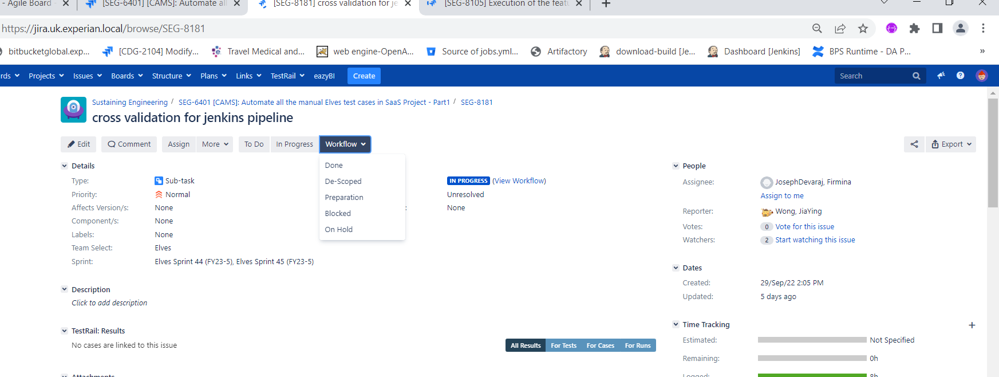 - Agile Board
[SEG-6401] [CAMS]: Automate all
[SEG-8181] cross validation for je
[SEG-8105] Execution of the featu
https://jira.uk.experian.local/browse/SEG-8181
bitbucketglobal.exp...
[CDG-2104] Modify...
Travel Medical and...
web engine-OpenA...
Source of jobs.yml...
Artifactory
download-build [Je...
Dashboard [Jenkins]
BPS Runtime - DA P...
»
rds Projects Issues Boards Structure Plans Links TestRail eazyBI Create Search
Sustaining Engineering / SEG-6401 [CAMS]: Automate all the manual Elves test cases in SaaS Project - Part1 / SEG-8181
cross validation for jenkins pipeline
Edit Comment Assign More To Do In Progress Workflow Export
Done
De-Scoped
Preparation
Blocked
On Hold
Details
Type: Sub-task IN PROGRESS (View Workflow)
Priority: Normal Unresolved
Affects Version/s: None : None
Component/s: None
Labels: None
Team Select: Elves
Sprint: Elves Sprint 44 (FY23-5), Elves Sprint 45 (FY23-5)
Description
Click to add description
TestRail: Results
No cases are linked to this issue
All Results For Tests For Cases For Runs
Attachments
People
Assignee: JosephDevaraj, Firmina
Assign to me
Reporter: Wong, JiaYing
Votes: 0 Vote for this issue
Watchers: 2 Start watching this issue
Dates
Created: 29/Sep/22 2:05 PM
Updated: 5 days ago
Time Tracking
Estimated: Not Specified
Remaining: 0h
Logged: 8h